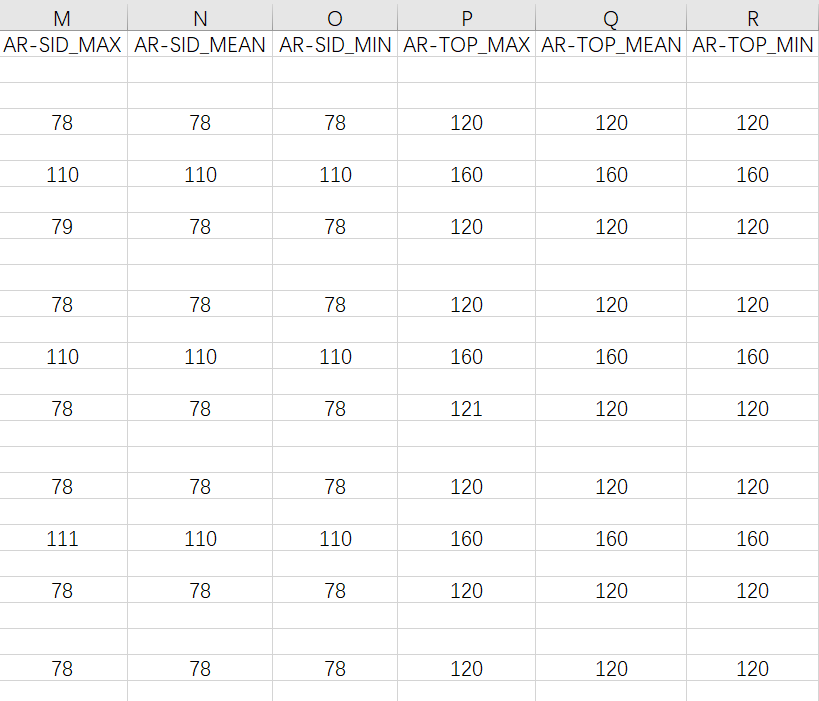 M N O P Q R
AR-SID_MAX AR-SID_MEAN AR-SID_MIN AR-TOP_MAX AR-TOP_MEAN AR-TOP_MIN
78 78 78 120 120 120
110 110 110 160 160 160
79 78 78 120 120 120
78 78 78 120 120 120
110 110 110 160 160 160
78 78 78 121 120 120
78 78 78 120 120 120
111 110 110 160 160 160
78 78 78 120 120 120
78 78 78 120 120 120